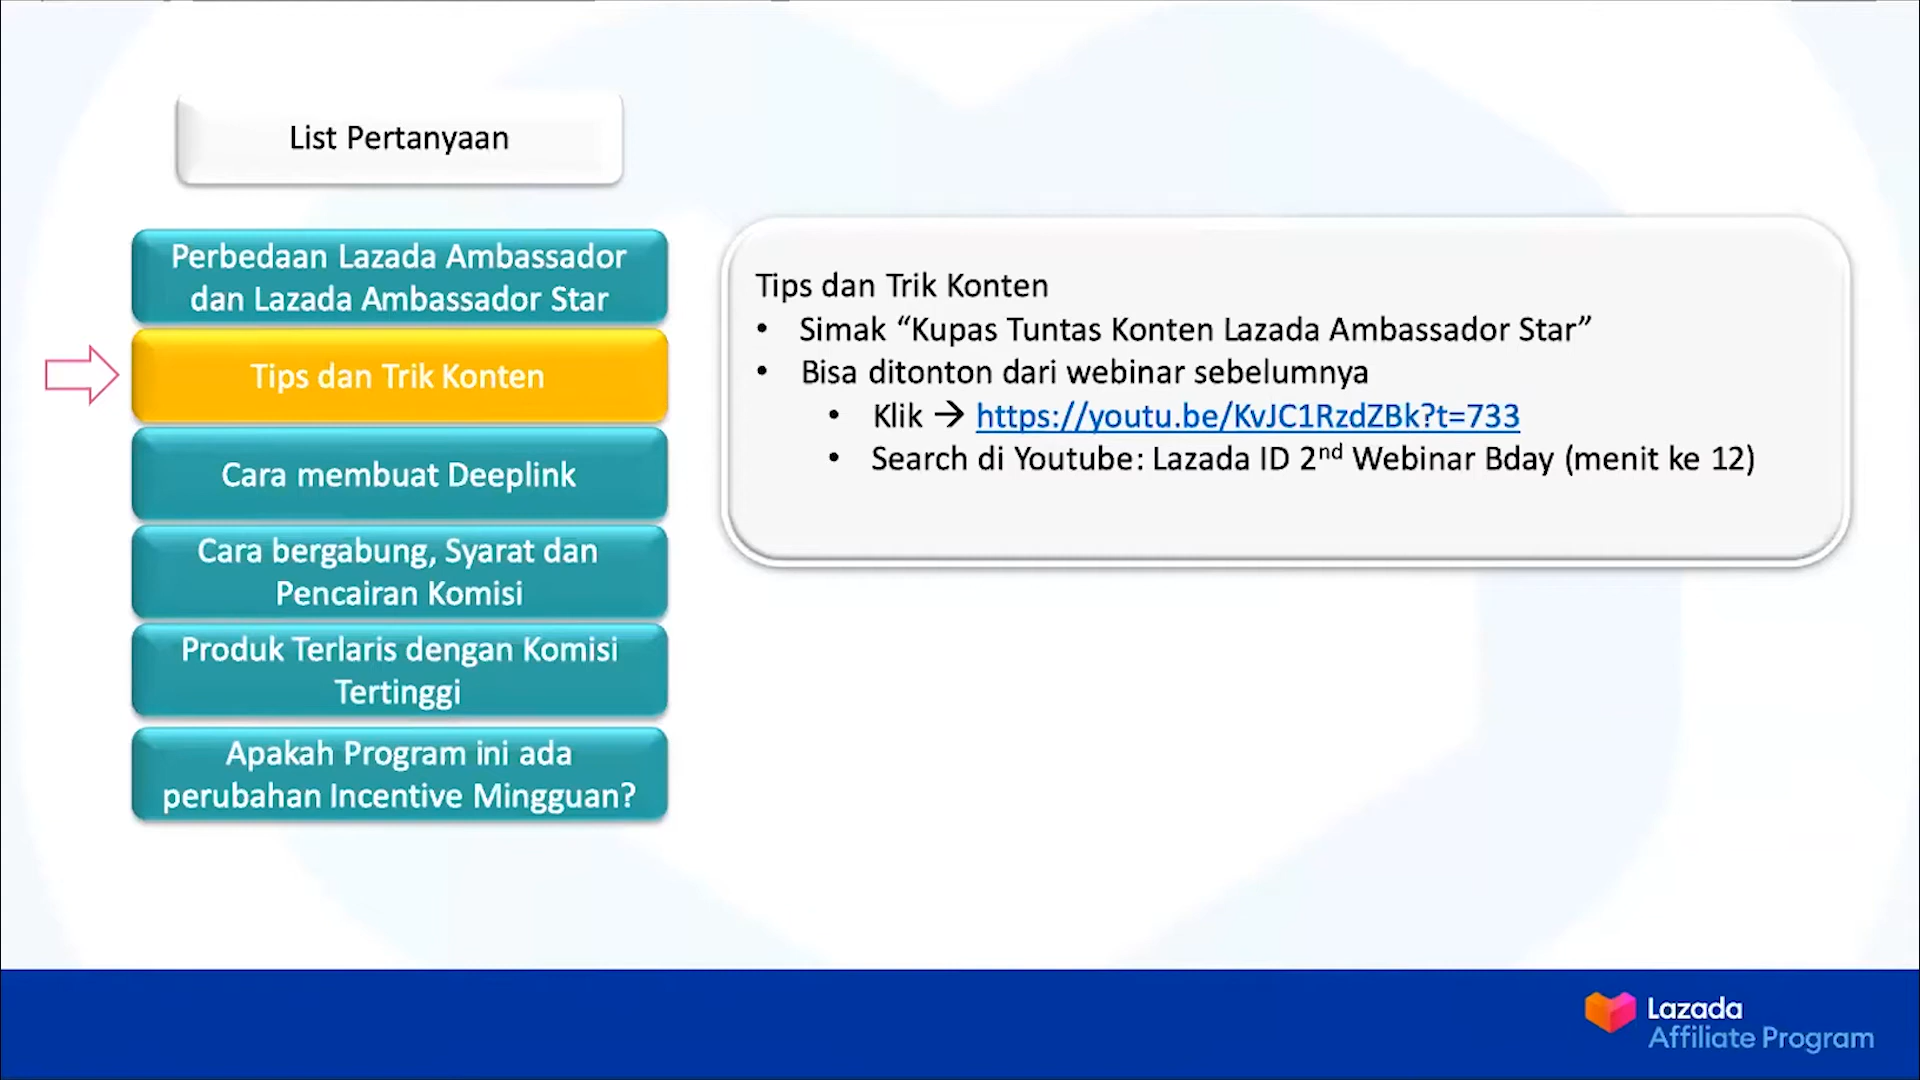 List Pertanyaan
Perbedaan Lazada Ambassador
dan Lazada Ambassador Star
Tips dan Trik Konten
Cara membuat Deeplink
Cara bergabung, Syarat dan
Pencairan Komisi
Produk Terlaris dengan Komisi
Tertinggi
Apakah Program ini ada
perubahan Incentive Mingguan?
Tips dan Trik Konten
• Simak “Kupas Tuntas Konten Lazada Ambassador Star”
• Bisa ditonton dari webinar sebelumnya
• Klik → https://youtu.be/KvJC1RzdZBk?t=733
• Search di Youtube: Lazada ID 2nd Webinar Bday (menit ke 12)
Lazada
Affiliate Program